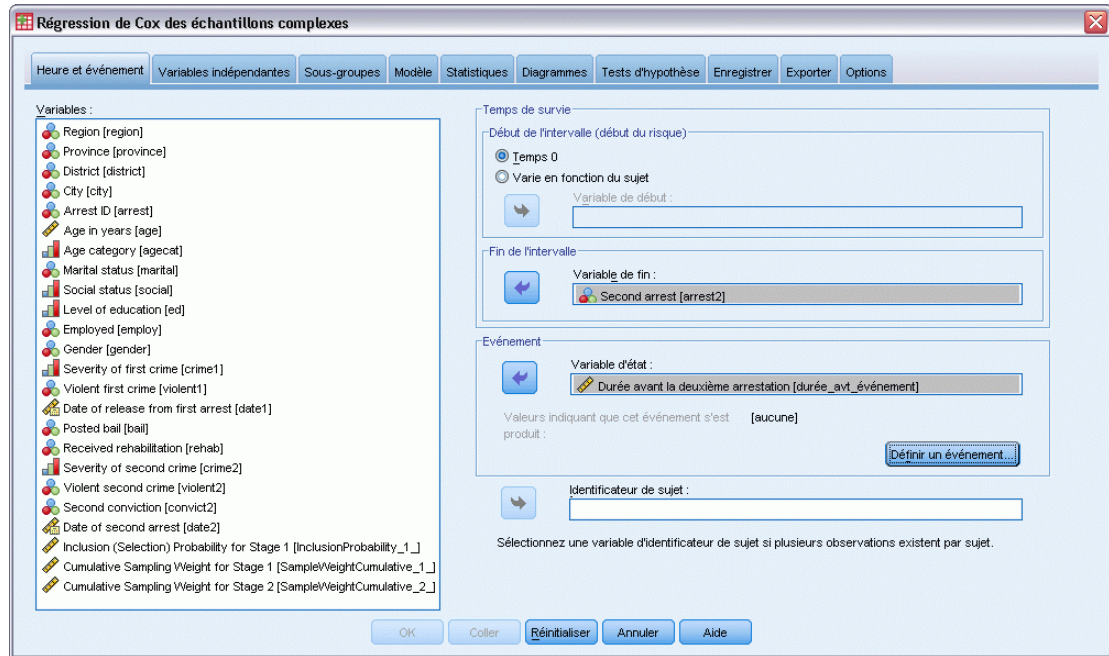 Régression de Cox des échantillons complexes
Heure et événement Variables indépendantes Sous-groupes Modèle Statistiques Diagrammes Tests d'hypothèse Enregistrer Exporter Options
Variables :
Region [region]
Province [province]
District [district]
City [city]
Arrest ID [arrest]
Age in years [age]
Age category [agecat]
Marital status [marital]
Social status [social]
Level of education [ed]
Employed [employ]
Gender [gender]
Severity of first crime [crime1]
Violent first crime [violent1]
Date of release from first arrest [date1]
Posted bail [bail]
Received rehabilitation [rehab]
Severity of second crime [crime2]
Violent second crime [violent2]
Second conviction [convict2]
Date of second arrest [date2]
Inclusion (Selection) Probability for Stage 1 [InclusionProbability_1_]
Cumulative Sampling Weight for Stage 1 [SampleWeightCumulative_1_]
Cumulative Sampling Weight for Stage 2 [SampleWeightCumulative_2_]
Temps de survie
Début de l'intervalle (début du risque)
Temps 0
Varie en fonction du sujet
Variable de début :
Fin de l'intervalle
Variable de fin :
Second arrest [arrest2]
Evénement
Variable d'état :
Durée avant la deuxième arrestation [durée_avt_événement]
Valeurs indiquant que cet événement s'est [aucune]
produit :
Définir un événement...
Identificateur de sujet :
Sélectionnez une variable d'identificateur de sujet si plusieurs observations existent par sujet.
OK Coller Réinitialiser Annuler Aide